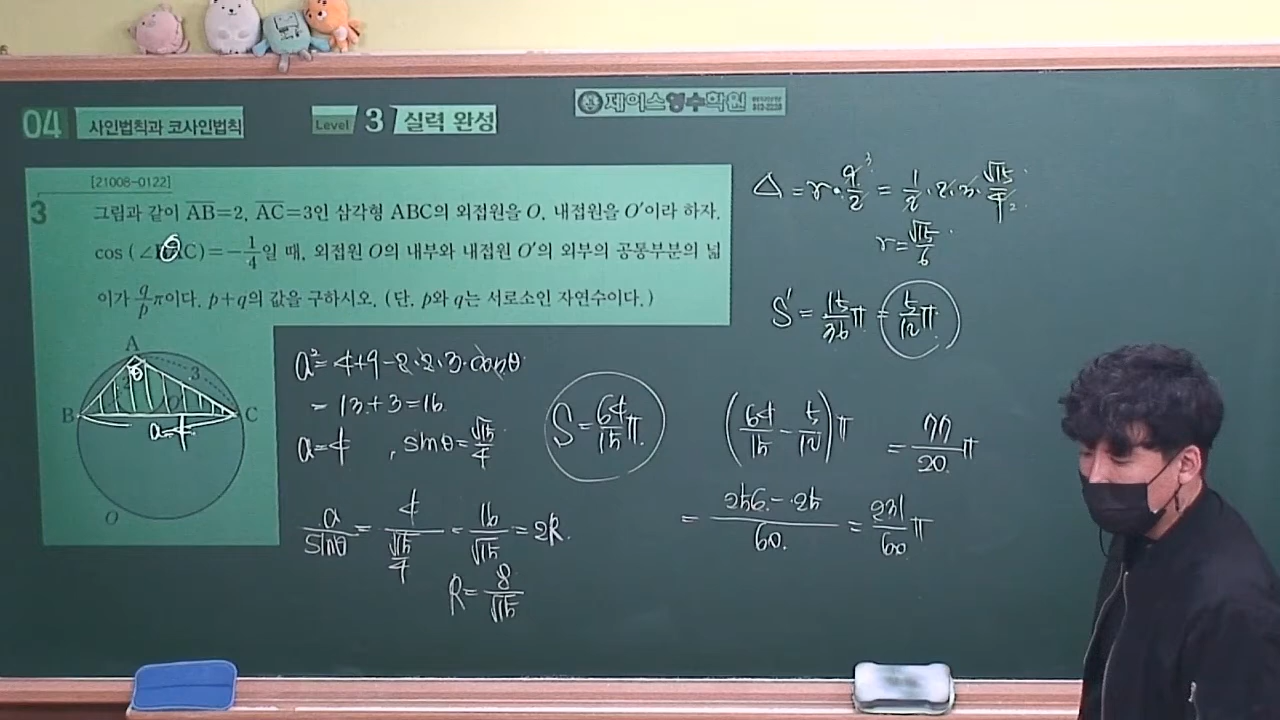 04 사인법칙과 코사인법칙
Level 3 실력 완성
제이스영수학원
[21008-0122]
3
그림과 같이 AB=2, AC=3인 삼각형 ABC의 외접원을 O, 내접원을 O′이라 하자.
cos(∠θAC)=-1/4일 때, 외접원 O의 내부와 내접원 O′의 외부의 공통부분의 넓
이가 q/p π이다. p+q의 값을 구하시오. (단, p와 q는 서로소인 자연수이다.)
A
θ
3
B
C
a=4
O
a²=4+9-2·2·3·cosθ
=13+3=16.
a=4 , sinθ=√15/4
a/sinθ = 4/(√15/4) = 16/√15 = 2R.
R=8/√15
S=64/15 π
△=r·9/2 = 1/2·2·3·√15/4
3
2
r=√15/6
S′=15/36 π = 5/12 π
(64/15 - 5/12)π
= (256-25)/60 = 231/60 π
= 77/20 π